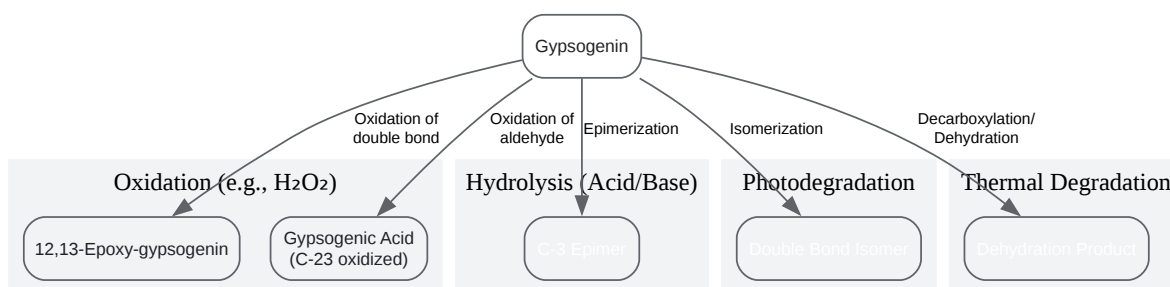 Gypsogenin
Oxidation of
double bond
Oxidation of
aldehyde
Epimerization
Isomerization
Decarboxylation/
Dehydration
Oxidation (e.g., H₂O₂)
Hydrolysis (Acid/Base)
Photodegradation
Thermal Degradation
12,13-Epoxy-gypsogenin
Gypsogenic Acid
(C-23 oxidized)
C-3 Epimer
Double Bond Isomer
Dehydration Product